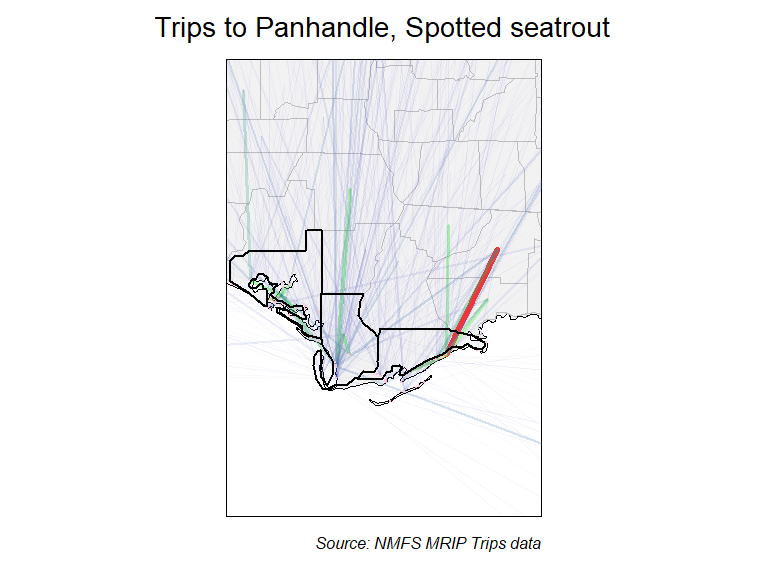 Trips to Panhandle, Spotted seatrout
Source: NMFS MRIP Trips data